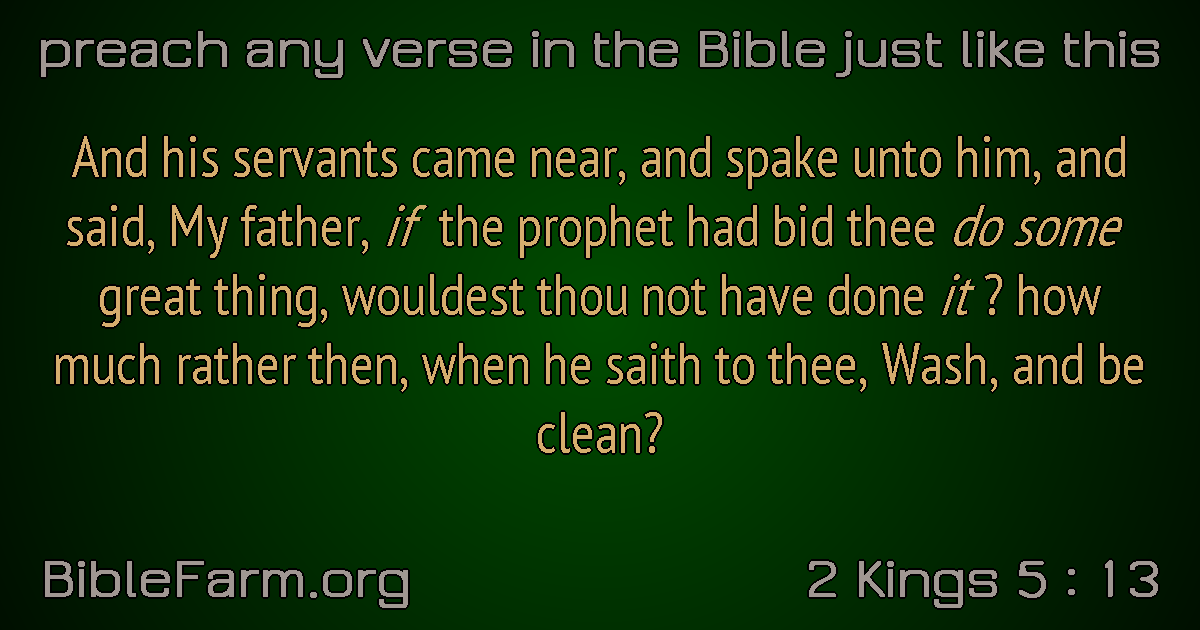 preach any verse in the Bible just like this
And his servants came near, and spake unto him, and
said, My father, if the prophet had bid thee do some
great thing, wouldest thou not have done it ? how
much rather then, when he saith to thee, Wash, and be
clean?
BibleFarm.org
2 Kings 5 : 13